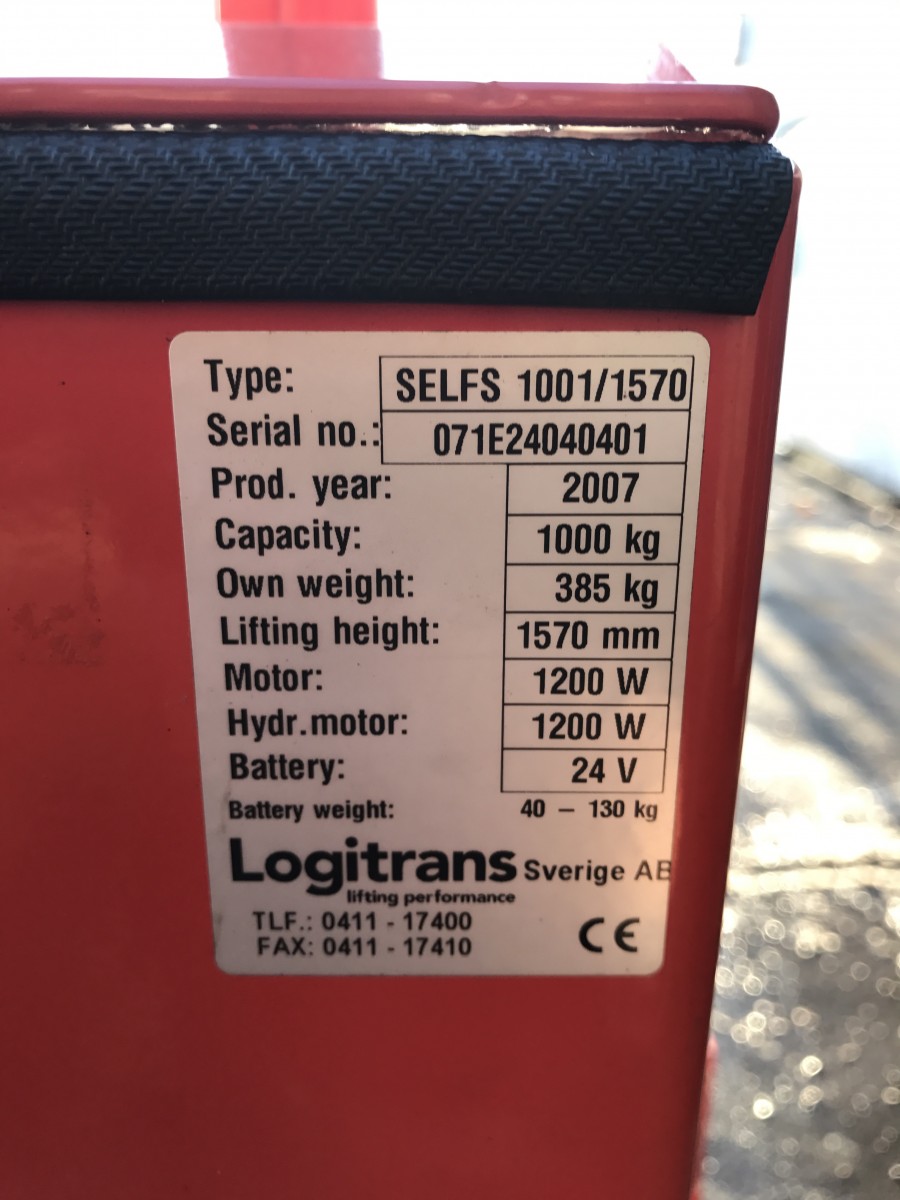 Type: SELFS 1001/1570
Serial no.: 071E24040401
Prod. year: 2007
Capacity: 1000 kg
Own weight: 385 kg
Lifting height: 1570 mm
Motor: 1200 W
Hydr.motor: 1200 W
Battery: 24 V
Battery weight: 40 – 130 kg
Logitrans Sverige AB
lifting performance
TLF.: 0411 - 17400
FAX: 0411 - 17410
CE